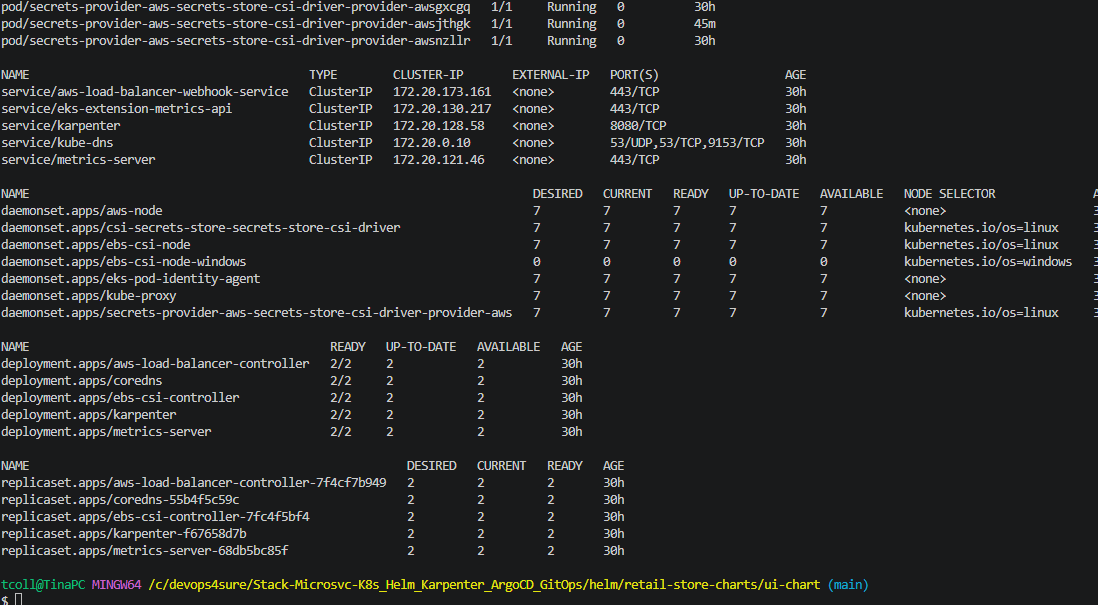 pod/secrets-provider-aws-secrets-store-csi-driver-provider-awsgxcgq 1/1 Running 0 30h
pod/secrets-provider-aws-secrets-store-csi-driver-provider-awsjthgk 1/1 Running 0 45m
pod/secrets-provider-aws-secrets-store-csi-driver-provider-awsnzllr 1/1 Running 0 30h
NAME TYPE CLUSTER-IP EXTERNAL-IP PORT(S) AGE
service/aws-load-balancer-webhook-service ClusterIP 172.20.173.161 <none> 443/TCP 30h
service/eks-extension-metrics-api ClusterIP 172.20.130.217 <none> 443/TCP 30h
service/karpenter ClusterIP 172.20.128.58 <none> 8080/TCP 30h
service/kube-dns ClusterIP 172.20.0.10 <none> 53/UDP,53/TCP,9153/TCP 30h
service/metrics-server ClusterIP 172.20.121.46 <none> 443/TCP 30h
NAME DESIRED CURRENT READY UP-TO-DATE AVAILABLE NODE SELECTOR
daemonset.apps/aws-node 7 7 7 7 7 <none> 3
daemonset.apps/csi-secrets-store-secrets-store-csi-driver 7 7 7 7 7 kubernetes.io/os=linux 3
daemonset.apps/ebs-csi-node 7 7 7 7 7 kubernetes.io/os=linux 3
daemonset.apps/ebs-csi-node-windows 0 0 0 0 0 kubernetes.io/os=windows 3
daemonset.apps/eks-pod-identity-agent 7 7 7 7 7 <none> 3
daemonset.apps/kube-proxy 7 7 7 7 7 <none> 3
daemonset.apps/secrets-provider-aws-secrets-store-csi-driver-provider-aws 7 7 7 7 7 kubernetes.io/os=linux 3
NAME READY UP-TO-DATE AVAILABLE AGE
deployment.apps/aws-load-balancer-controller 2/2 2 2 30h
deployment.apps/coredns 2/2 2 2 30h
deployment.apps/ebs-csi-controller 2/2 2 2 30h
deployment.apps/karpenter 2/2 2 2 30h
deployment.apps/metrics-server 2/2 2 2 30h
NAME DESIRED CURRENT READY AGE
replicaset.apps/aws-load-balancer-controller-7f4cf7b949 2 2 2 30h
replicaset.apps/coredns-55b4f5c59c 2 2 2 30h
replicaset.apps/ebs-csi-controller-7fc4f5bf4 2 2 2 30h
replicaset.apps/karpenter-f67658d7b 2 2 2 30h
replicaset.apps/metrics-server-68db5bc85f 2 2 2 30h
tcoll@TinaPC MINGW64 /c/devops4sure/Stack-Microsvc-K8s_Helm_Karpenter_ArgoCD_GitOps/helm/retail-store-charts/ui-chart (main)
$